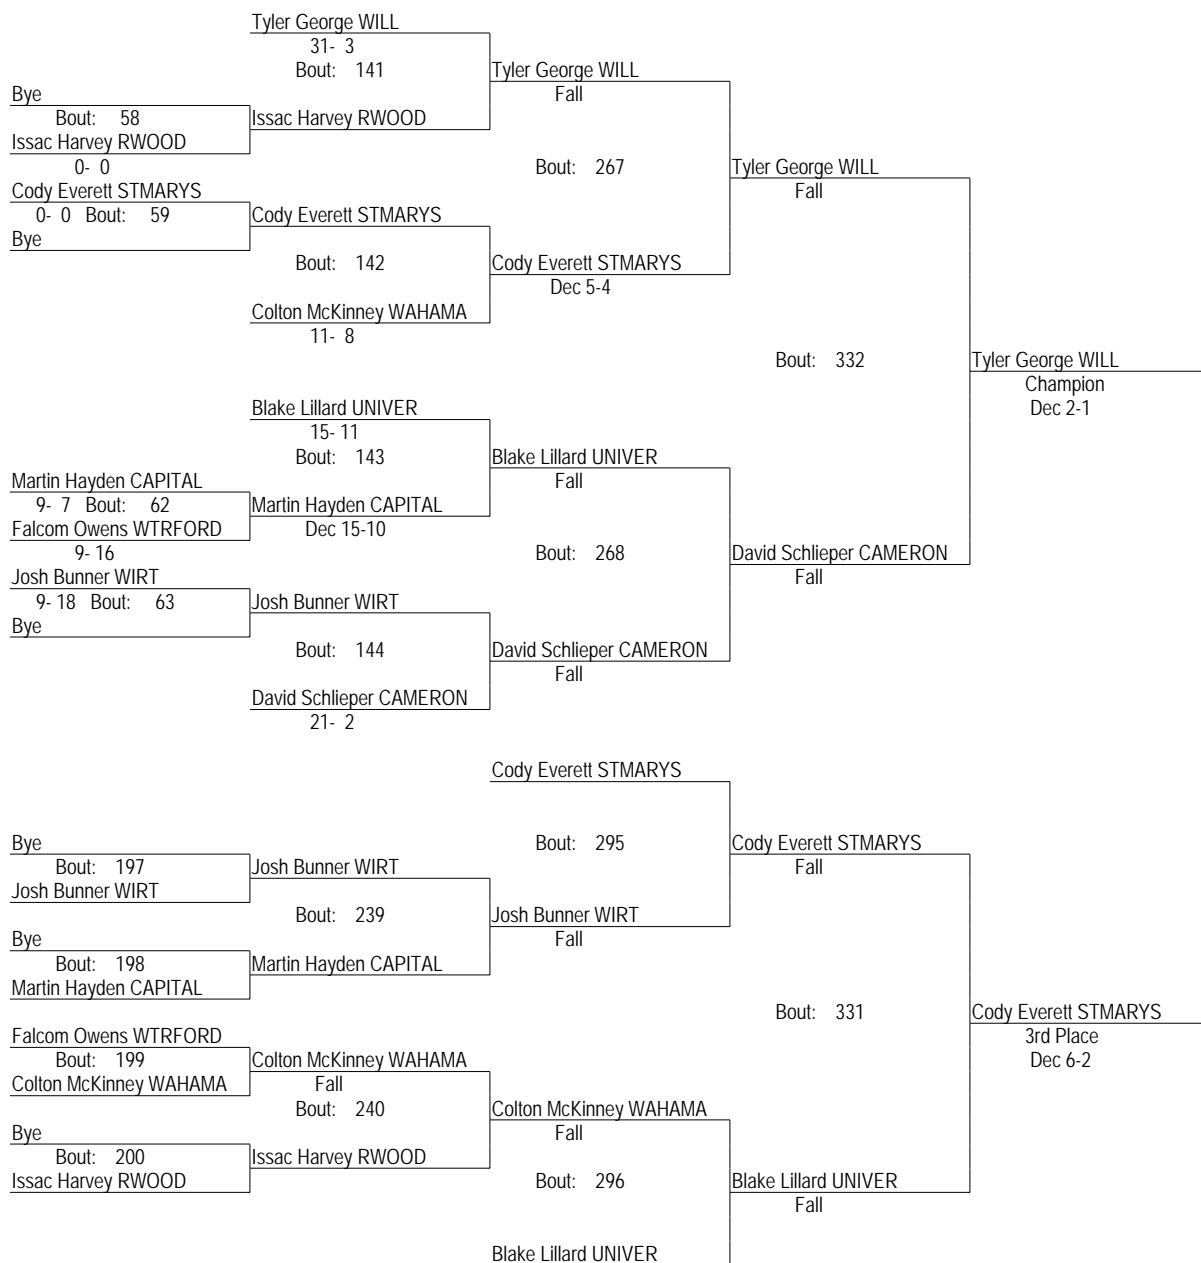 Tyler George WILL
31- 3
Bout: 141
Tyler George WILL
Fall
Bye
Bout: 58
Issac Harvey RWOOD
Issac Harvey RWOOD
0- 0
Bout: 267
Tyler George WILL
Fall
Cody Everett STMARYS
0- 0 Bout: 59
Cody Everett STMARYS
Bye
Bout: 142
Cody Everett STMARYS
Dec 5-4
Colton McKinney WAHAMA
11- 8
Bout: 332
Tyler George WILL
Champion
Dec 2-1
Blake Lillard UNIVER
15- 11
Bout: 143
Blake Lillard UNIVER
Fall
Martin Hayden CAPITAL
9- 7 Bout: 62
Martin Hayden CAPITAL
Dec 15-10
Falcom Owens WTRFORD
9- 16
Bout: 268
David Schlieper CAMERON
Fall
Josh Bunner WIRT
9- 18 Bout: 63
Josh Bunner WIRT
Bye
Bout: 144
David Schlieper CAMERON
Fall
David Schlieper CAMERON
21- 2
Cody Everett STMARYS
Bout: 295
Cody Everett STMARYS
Fall
Bye
Bout: 197
Josh Bunner WIRT
Josh Bunner WIRT
Bout: 239
Josh Bunner WIRT
Fall
Bye
Bout: 198
Martin Hayden CAPITAL
Martin Hayden CAPITAL
Bout: 331
Cody Everett STMARYS
3rd Place
Dec 6-2
Falcom Owens WTRFORD
Bout: 199
Colton McKinney WAHAMA
Fall
Colton McKinney WAHAMA
Bout: 240
Colton McKinney WAHAMA
Fall
Bye
Bout: 200
Issac Harvey RWOOD
Issac Harvey RWOOD
Bout: 296
Blake Lillard UNIVER
Fall
Blake Lillard UNIVER